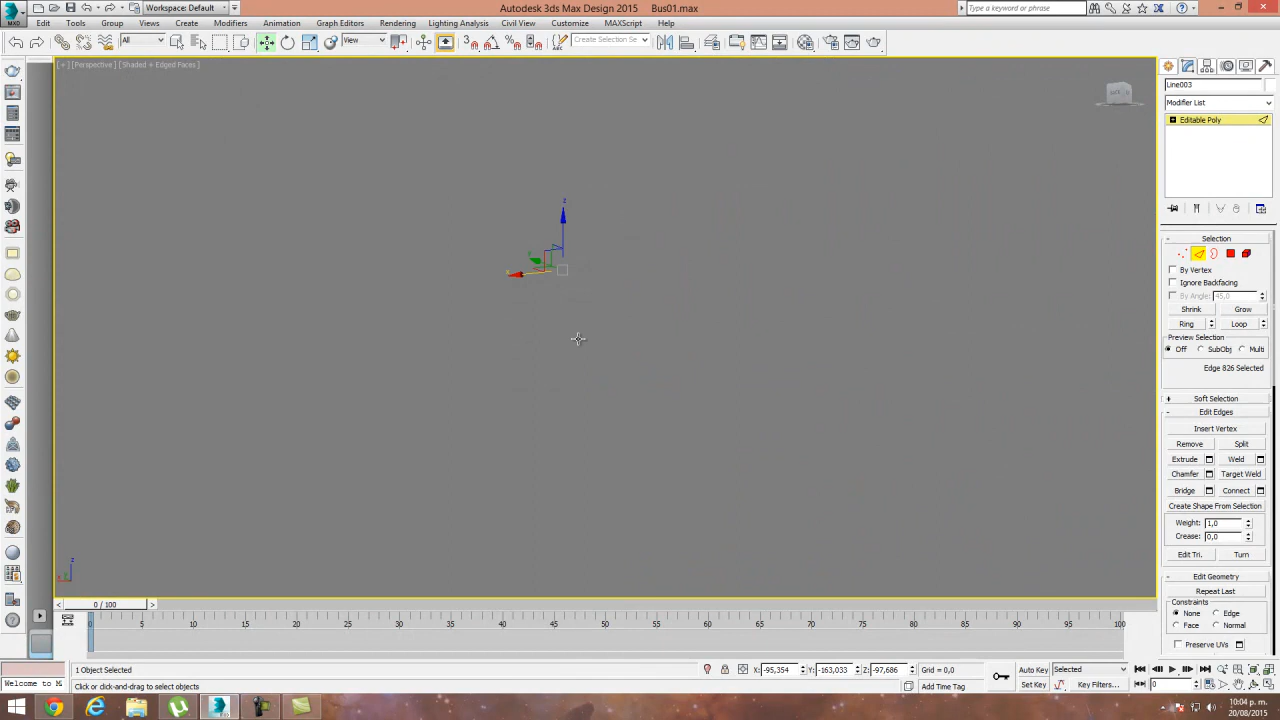 Autodesk 3ds Max Design 2015 Bus01.max
Workspace: Default
Type a keyword or phrase
MXD
Edit Tools Group Views Create Modifiers Animation Graph Editors Rendering Lighting Analysis Civil View Customize MAXScript Help
All View Create Selection Se
[+] [Perspective] [Shaded + Edged Faces]
Line003
Modifier List
Editable Poly
Selection
By Vertex
Ignore Backfacing
By Angle: 45,0
Shrink Grow
Ring Loop
Preview Selection
Off SubObj Multi
Edge 826 Selected
Soft Selection
Edit Edges
Insert Vertex
Remove Split
Extrude Weld
Chamfer Target Weld
Bridge Connect
Create Shape From Selection
Weight: 1,0
Crease: 0,0
Edit Tri. Turn
Edit Geometry
Repeat Last
Constraints
None Edge
Face Normal
Preserve UVs
z
z
0 / 100
0 5 10 15 20 25 30 35 40 45 50 55 60 65 70 75 80 85 90 95 100
1 Object Selected X: -95,354 Y: -163,033 Z: -97,686 Grid = 0,0 Auto Key Selected
Welcome to M Click or click-and-drag to select objects Add Time Tag Set Key Key Filters... 0
10:04 p. m.
20/08/2015